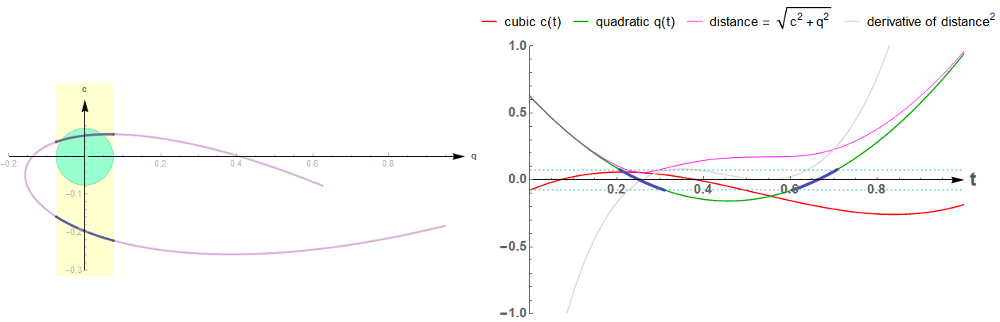 cubic c(t) quadratic q(t) distance = √c² + q² derivative of distance²
c
q
−0.2 0.2 0.4 0.6 0.8
−0.1
−0.2
−0.3
1.0
0.5
0.0
−0.5
−1.0
0.2 0.4 0.6 0.8
t